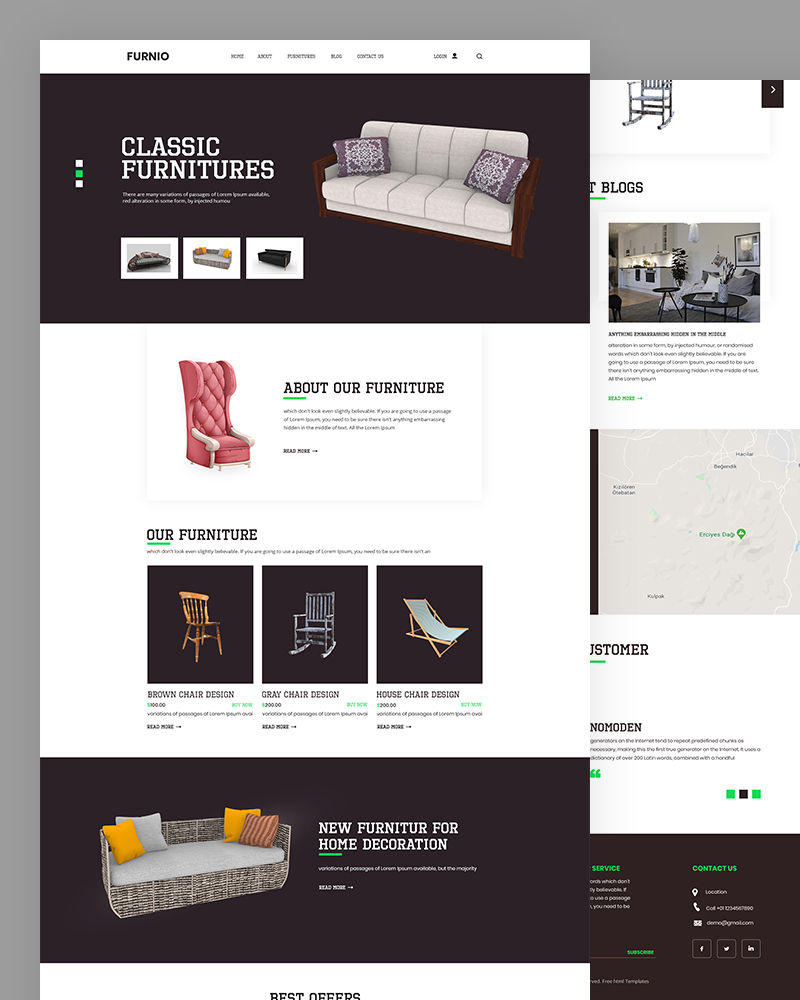 FURNIO
HOME ABOUT FURNITURES BLOG CONTACT US LOGIN
CLASSIC
FURNITURES
There are many variations of passages of Lorem Ipsum available,
red alteration in some form, by injected humou
ABOUT OUR FURNITURE
which don't look even slightly believable. If you are going to use a passage
of Lorem Ipsum, you need to be sure there isn't anything embarrassing
hidden in the middle of text. All the Lorem Ipsum
READ MORE
OUR FURNITURE
which don't look even slightly believable. If you are going to use a passage of Lorem Ipsum, you need to be sure there isn't an
BROWN CHAIR DESIGN
$100.00 BUY NOW
variations of passages of Lorem Ipsum avai
READ MORE
GRAY CHAIR DESIGN
$200.00 BUY NOW
variations of passages of Lorem Ipsum avai
READ MORE
HOUSE CHAIR DESIGN
$200.00 BUY NOW
variations of passages of Lorem Ipsum avai
READ MORE
NEW FURNITUR FOR
HOME DECORATION
variations of passages of Lorem Ipsum available, but the majority
READ MORE
BEST OFFERS
T BLOGS
ANYTHING EMBARRASSING HIDDEN IN THE MIDDLE
alteration in some form, by injected humour, or randomised
words which don't look even slightly believable. If you are
going to use a passage of Lorem Ipsum, you need to be sure
there isn't anything embarrassing hidden in the middle of text.
All the Lorem Ipsum
READ MORE
Hacılar
Beğendik
Kızılören
Ötebatan
Erciyes Dağı
Kulpak
USTOMER
NOMODEN
generators on the Internet tend to repeat predefined chunks as
necessary, making this the first true generator on the Internet. It uses a
dictionary of over 200 Latin words, combined with a handful
SERVICE
ords which don't
ly believable. If
o use a passage
, you need to be
SUBSCRIBE
CONTACT US
Location
Call +01 1234567890
demo@gmail.com
rved. Free html Templates